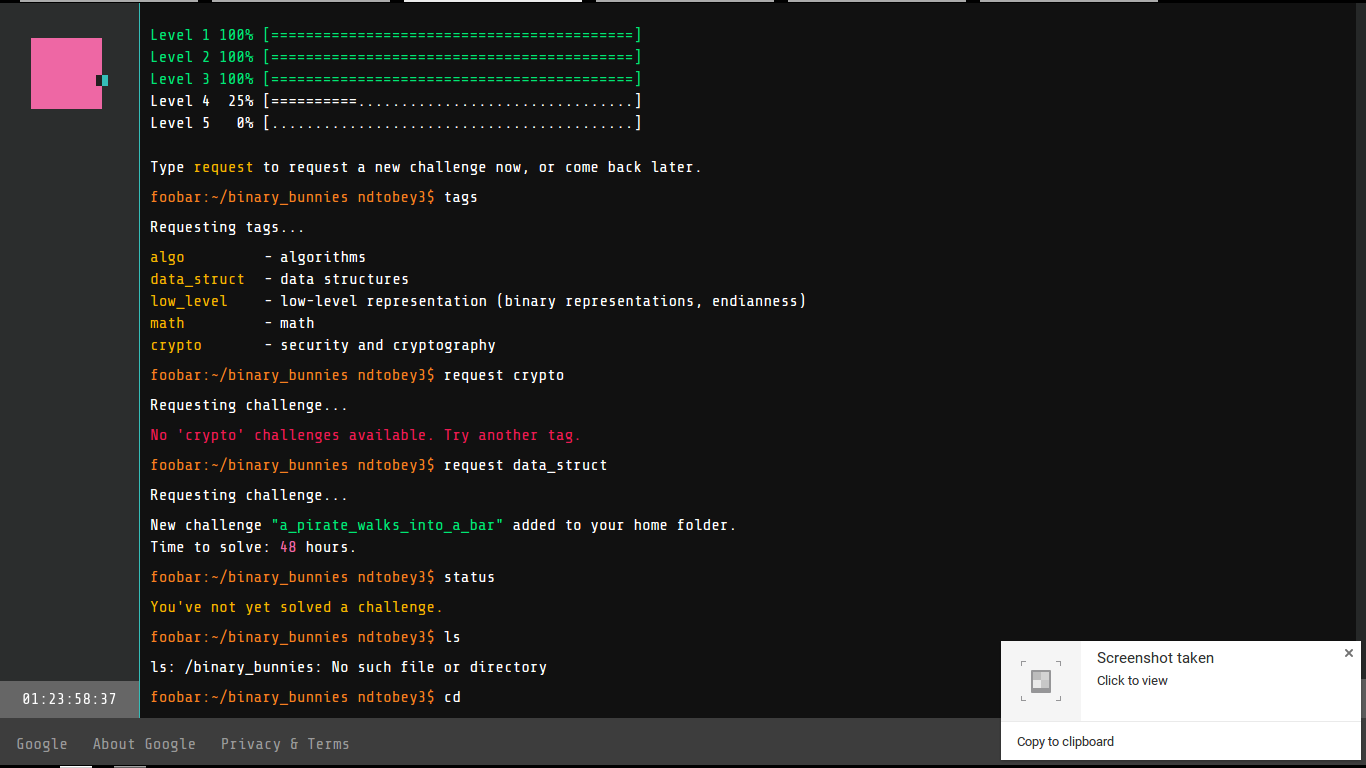 Level 1 100% [==========================================]
Level 2 100% [==========================================]
Level 3 100% [==========================================]
Level 4  25% [==========................................]
Level 5   0% [..........................................]
Type request to request a new challenge now, or come back later.
foobar:~/binary_bunnies ndtobey3$ tags
Requesting tags...
algo         - algorithms
data_struct  - data structures
low_level    - low-level representation (binary representations, endianness)
math         - math
crypto       - security and cryptography
foobar:~/binary_bunnies ndtobey3$ request crypto
Requesting challenge...
No 'crypto' challenges available. Try another tag.
foobar:~/binary_bunnies ndtobey3$ request data_struct
Requesting challenge...
New challenge "a_pirate_walks_into_a_bar" added to your home folder.
Time to solve: 48 hours.
foobar:~/binary_bunnies ndtobey3$ status
You've not yet solved a challenge.
foobar:~/binary_bunnies ndtobey3$ ls
ls: /binary_bunnies: No such file or directory
foobar:~/binary_bunnies ndtobey3$ cd
01:23:58:37
Google About Google Privacy & Terms
Screenshot taken
Click to view
Copy to clipboard